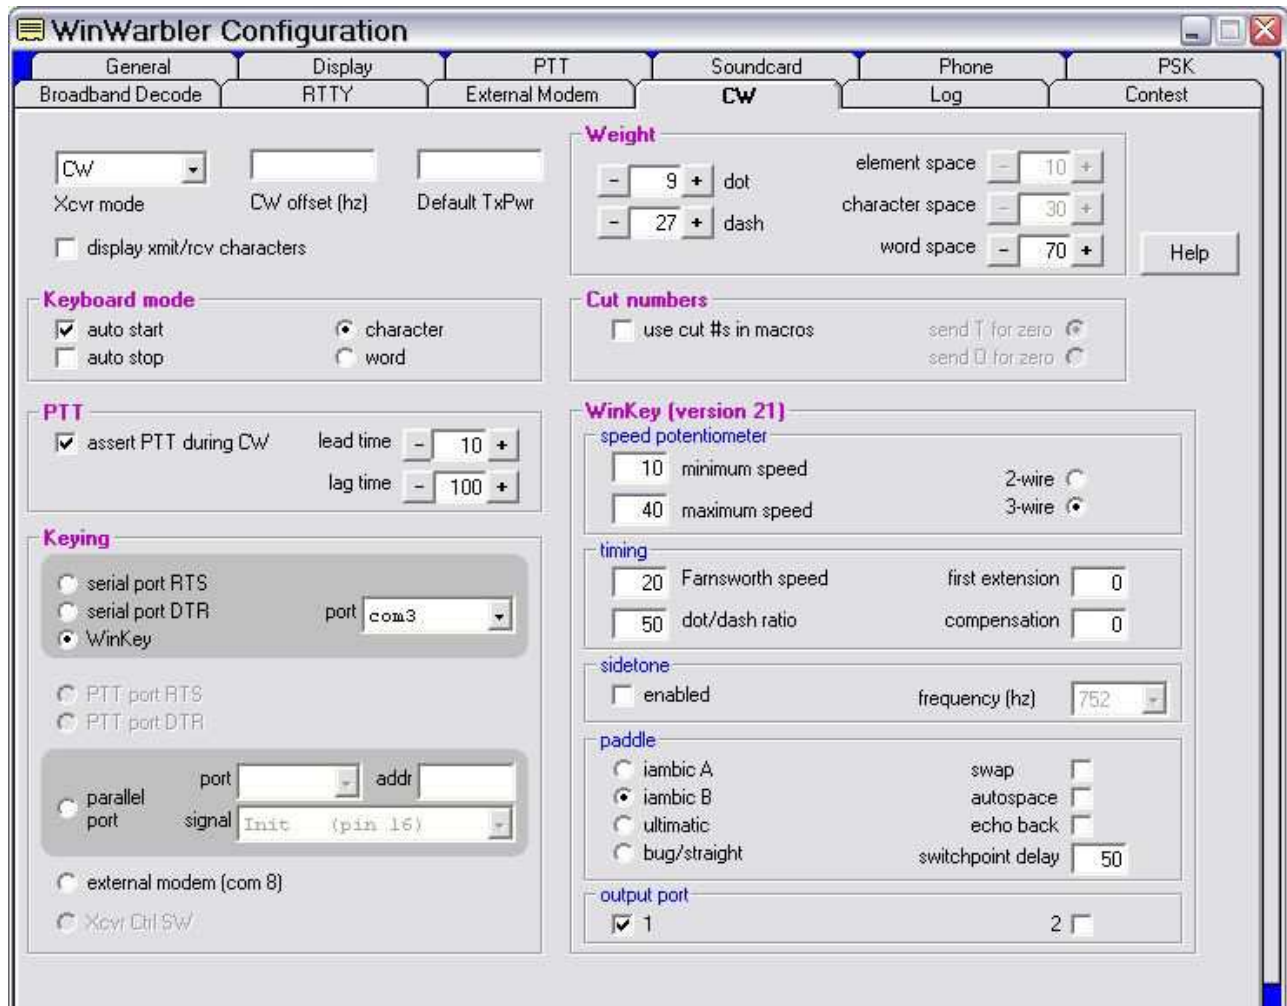 WinWarbler Configuration
General Display PTT Soundcard Phone PSK
Broadband Decode RTTY External Modem CW Log Contest
CW
Xcvr mode
CW offset (hz)
Default TxPwr
display xmit/rcv characters
Weight
- 9 + dot
- 27 + dash
element space - 10 +
character space - 30 +
word space - 70 +
Help
Keyboard mode
auto start character
auto stop word
Cut numbers
use cut #s in macros
send T for zero
send O for zero
PTT
assert PTT during CW
lead time - 10 +
lag time - 100 +
Keying
serial port RTS
serial port DTR
WinKey
port com3
PTT port RTS
PTT port DTR
parallel port
port addr
signal Init (pin 16)
external modem (com 8)
Xcvr Ctrl SW
WinKey (version 21)
speed potentiometer
10 minimum speed
40 maximum speed
2-wire
3-wire
timing
20 Farnsworth speed first extension 0
50 dot/dash ratio compensation 0
sidetone
enabled frequency (hz) 752
paddle
iambic A swap
iambic B autospace
ultimatic echo back
bug/straight switchpoint delay 50
output port
1 2